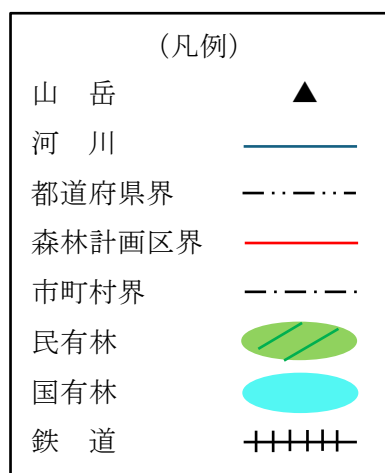 （凡例）
山　岳
河　川
都道府県界
森林計画区界
市町村界
民有林
国有林
鉄　道